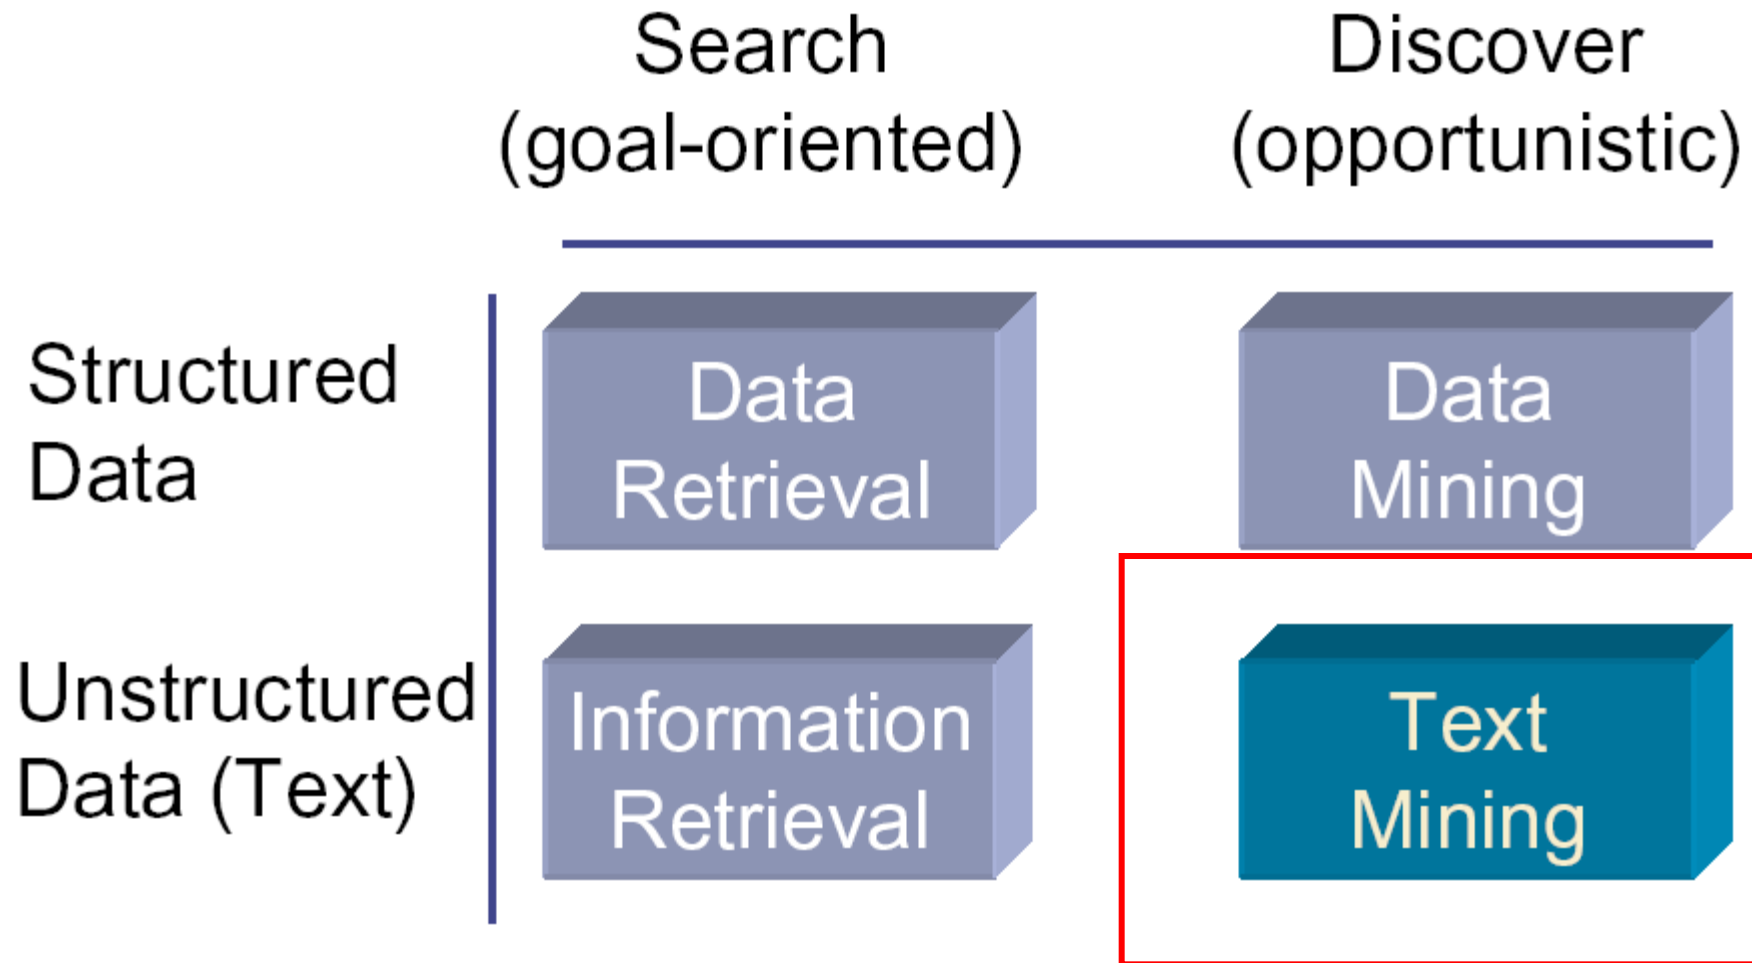 Search
(goal-oriented)
Discover
(opportunistic)
Structured
Data
Data
Retrieval
Data
Mining
Unstructured
Data (Text)
Information
Retrieval
Text
Mining